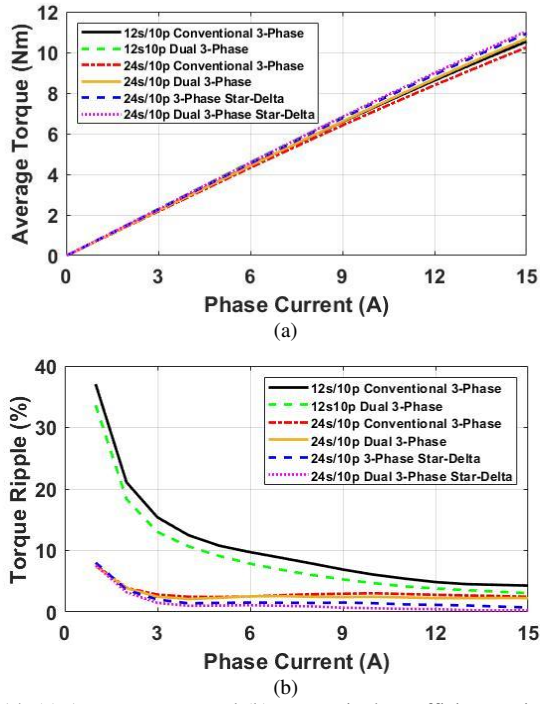 12
10
8
6
4
2
0
Average Torque (Nm)
12s/10p Conventional 3-Phase
12s10p Dual 3-Phase
24s/10p Conventional 3-Phase
24s/10p Dual 3-Phase
24s/10p 3-Phase Star-Delta
24s/10p Dual 3-Phase Star-Delta
0 3 6 9 12 15
Phase Current (A)
(a)
40
30
20
10
0
Torque Ripple (%)
12s/10p Conventional 3-Phase
12s10p Dual 3-Phase
24s/10p Conventional 3-Phase
24s/10p Dual 3-Phase
24s/10p 3-Phase Star-Delta
24s/10p Dual 3-Phase Star-Delta
0 3 6 9 12 15
Phase Current (A)
(b)